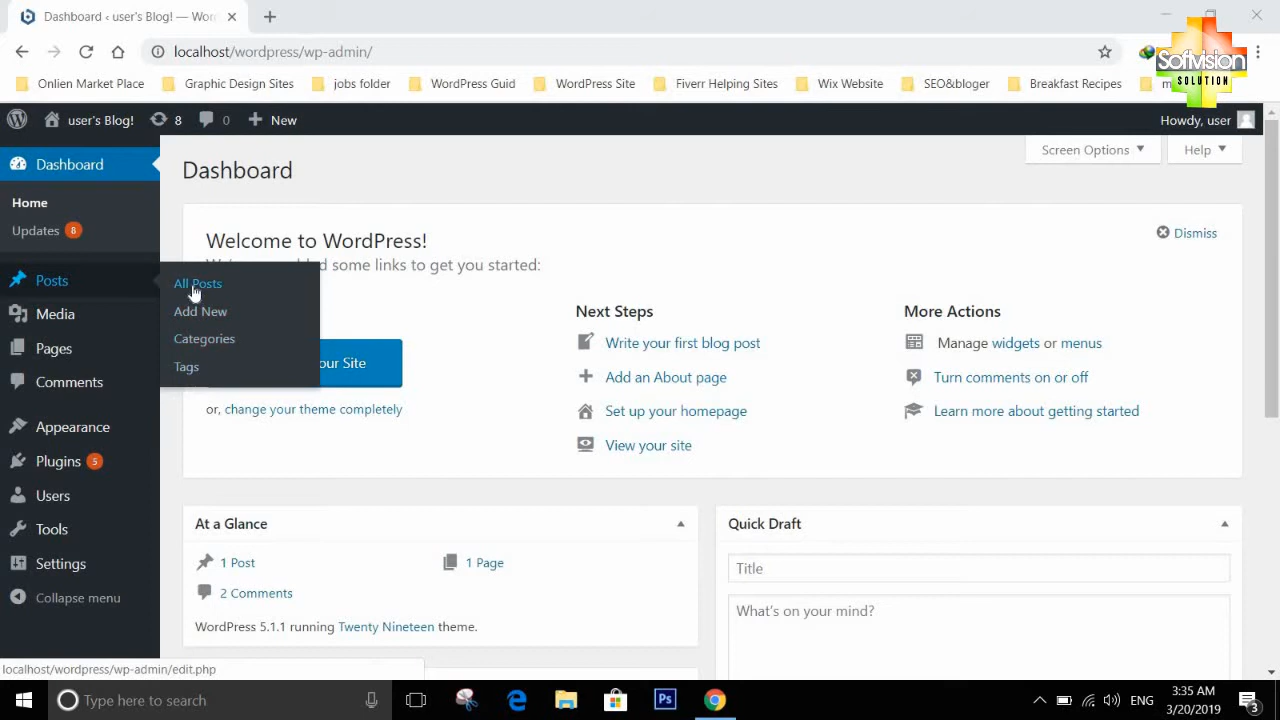 Dashboard ‹ user's Blog! — Wor
localhost/wordpress/wp-admin/
Onlien Market Place
Graphic Design Sites
jobs folder
WordPress Guid
WordPress Site
Fiverr Helping Sites
Wix Website
SEO&bloger
Breakfast Recipes
m
Softvision
SOLUTION
user's Blog!
8
0
New
Howdy, user
Dashboard
Home
Updates 8
Posts
Media
Pages
Comments
Appearance
Plugins 5
Users
Tools
Settings
Collapse menu
All Posts
Add New
Categories
Tags
Dashboard
Screen Options
Help
Welcome to WordPress!
Dismiss
some links to get you started:
our Site
or, change your theme completely
Next Steps
Write your first blog post
Add an About page
Set up your homepage
View your site
More Actions
Manage widgets or menus
Turn comments on or off
Learn more about getting started
At a Glance
1 Post
1 Page
2 Comments
WordPress 5.1.1 running Twenty Nineteen theme.
Quick Draft
Title
What's on your mind?
localhost/wordpress/wp-admin/edit.php
Type here to search
Ps
ENG
3:35 AM
3/20/2019
3